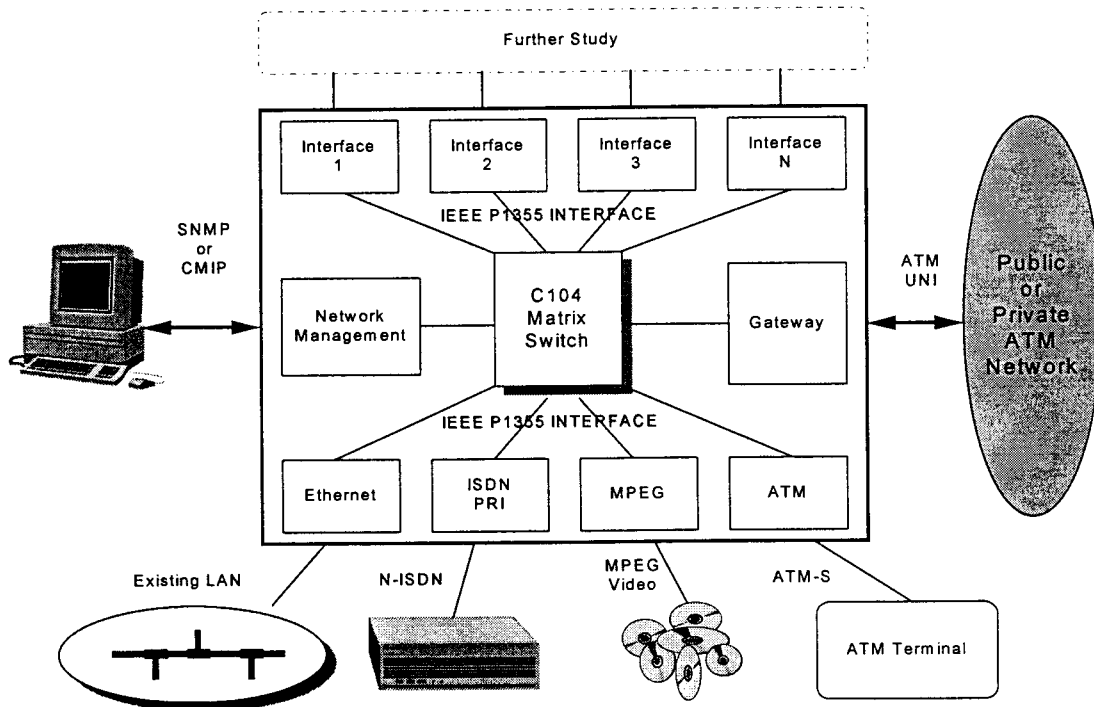 Further Study
Interface
1
Interface
2
Interface
3
Interface
N
IEEE P1355 INTERFACE
SNMP
or
CMIP
Network
Management
C104
Matrix
Switch
Gateway
ATM
UNI
Public
or
Private
ATM
Network
IEEE P1355 INTERFACE
Ethernet
ISDN
PRI
MPEG
ATM
Existing LAN
N-ISDN
MPEG
Video
ATM-S
ATM Terminal